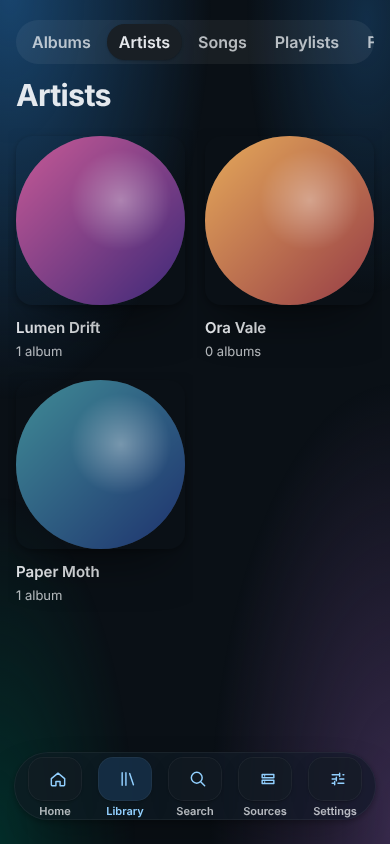 Albums Artists Songs Playlists
Artists
Lumen Drift
1 album
Ora Vale
0 albums
Paper Moth
1 album
Home Library Search Sources Settings